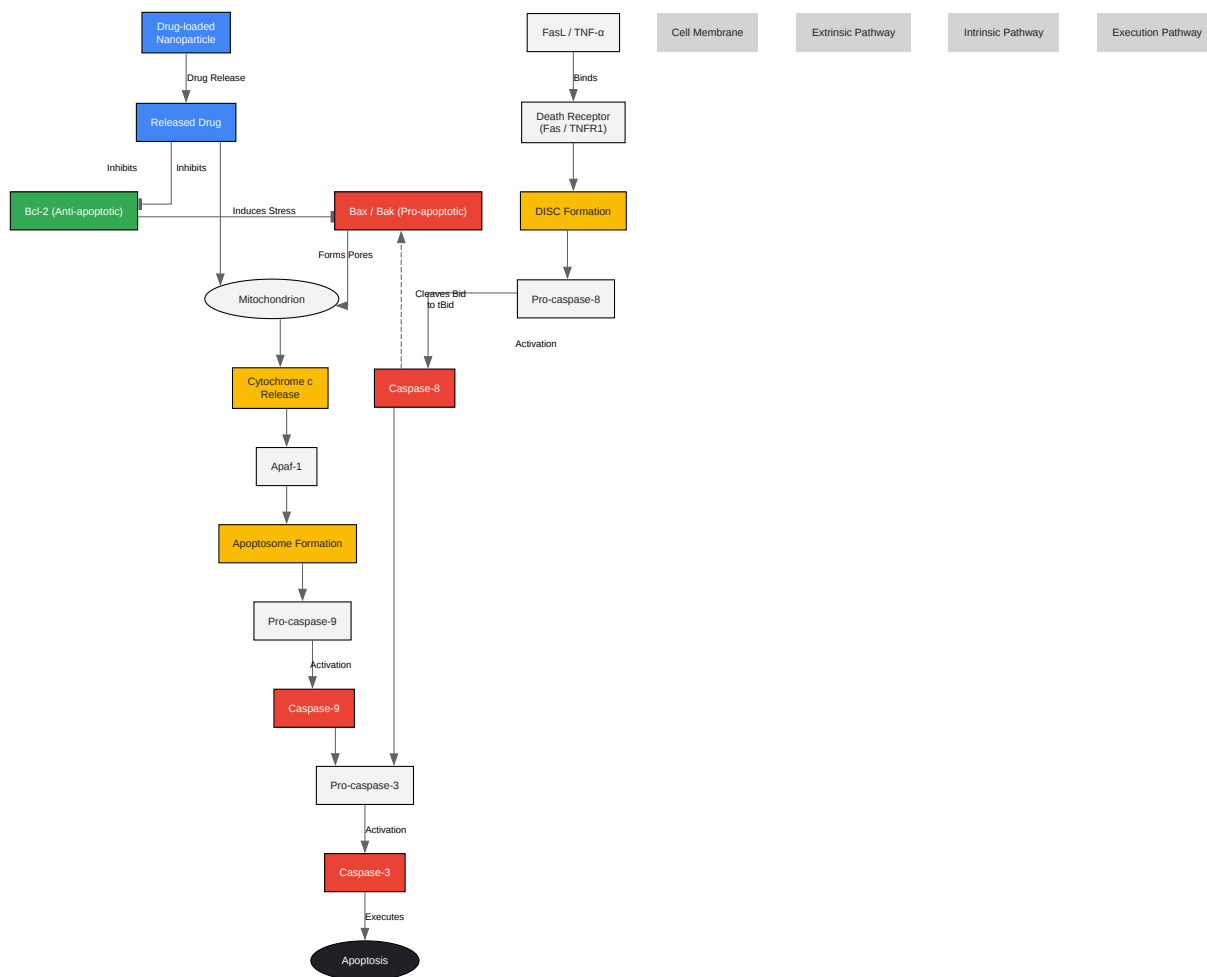 Drug-loaded
Nanoparticle
FasL / TNF-α
Cell Membrane
Extrinsic Pathway
Intrinsic Pathway
Execution Pathway
Drug Release
Binds
Released Drug
Death Receptor
(Fas / TNFR1)
Inhibits
Inhibits
Bcl-2 (Anti-apoptotic)
Induces Stress
Bax / Bak (Pro-apoptotic)
DISC Formation
Forms Pores
Mitochondrion
Cleaves Bid
to tBid
Pro-caspase-8
Activation
Cytochrome c
Release
Caspase-8
Apaf-1
Apoptosome Formation
Pro-caspase-9
Activation
Caspase-9
Pro-caspase-3
Activation
Caspase-3
Executes
Apoptosis